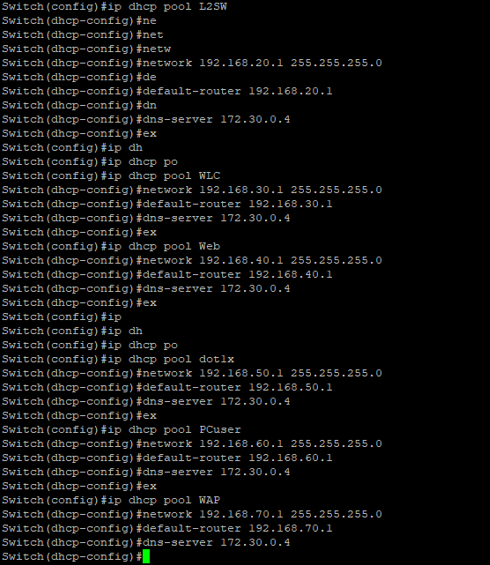 Switch(config)#ip dhcp pool L2SW
Switch(dhcp-config)#ne
Switch(dhcp-config)#net
Switch(dhcp-config)#netw
Switch(dhcp-config)#network 192.168.20.1 255.255.255.0
Switch(dhcp-config)#de
Switch(dhcp-config)#default-router 192.168.20.1
Switch(dhcp-config)#dn
Switch(dhcp-config)#dns-server 172.30.0.4
Switch(dhcp-config)#ex
Switch(config)#ip dh
Switch(config)#ip dhcp po
Switch(config)#ip dhcp pool WLC
Switch(dhcp-config)#network 192.168.30.1 255.255.255.0
Switch(dhcp-config)#default-router 192.168.30.1
Switch(dhcp-config)#dns-server 172.30.0.4
Switch(dhcp-config)#ex
Switch(config)#ip dhcp pool Web
Switch(dhcp-config)#network 192.168.40.1 255.255.255.0
Switch(dhcp-config)#default-router 192.168.40.1
Switch(dhcp-config)#dns-server 172.30.0.4
Switch(dhcp-config)#ex
Switch(config)#ip
Switch(config)#ip dh
Switch(config)#ip dhcp po
Switch(config)#ip dhcp pool dot1x
Switch(dhcp-config)#network 192.168.50.1 255.255.255.0
Switch(dhcp-config)#default-router 192.168.50.1
Switch(dhcp-config)#dns-server 172.30.0.4
Switch(dhcp-config)#ex
Switch(config)#ip dhcp pool PCuser
Switch(dhcp-config)#network 192.168.60.1 255.255.255.0
Switch(dhcp-config)#default-router 192.168.60.1
Switch(dhcp-config)#dns-server 172.30.0.4
Switch(dhcp-config)#ex
Switch(config)#ip dhcp pool WAP
Switch(dhcp-config)#network 192.168.70.1 255.255.255.0
Switch(dhcp-config)#default-router 192.168.70.1
Switch(dhcp-config)#dns-server 172.30.0.4
Switch(dhcp-config)#